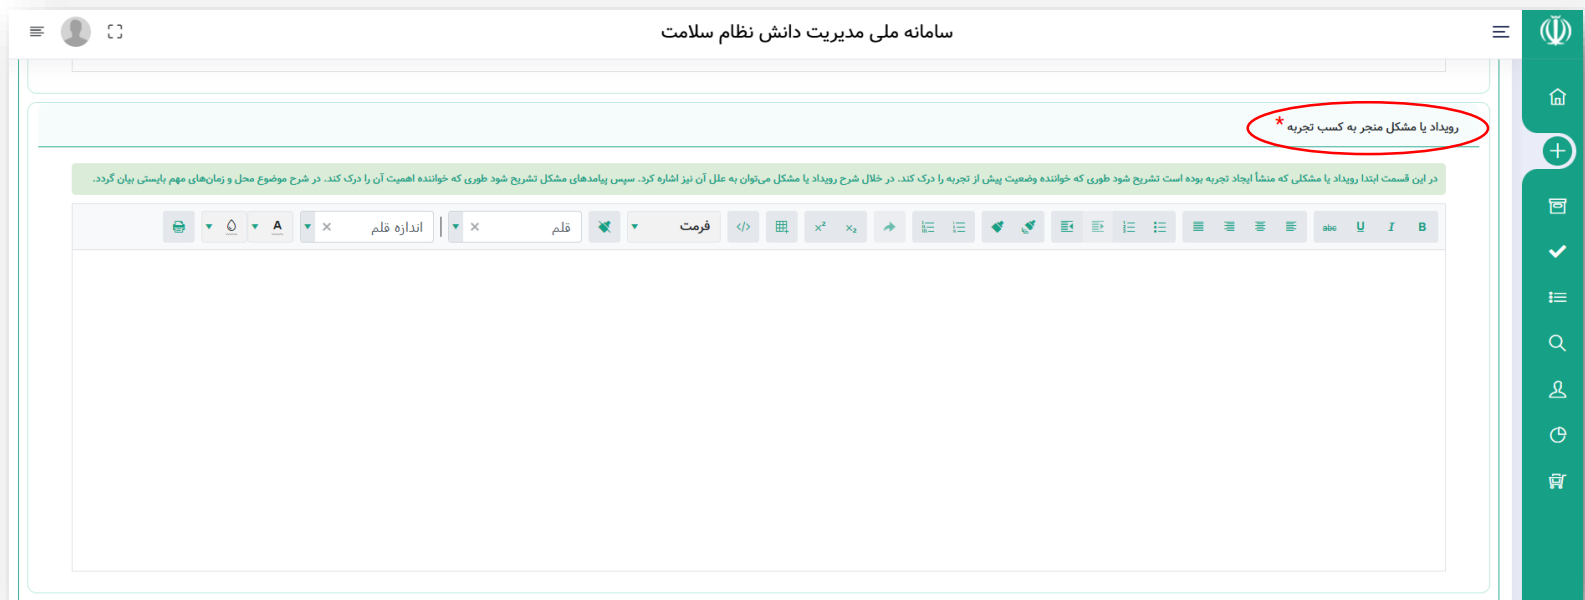 سامانه ملی مدیریت دانش نظام سلامت
رویداد یا مشکل منجر به کسب تجربه *
در این قسمت ابتدا رویداد یا مشکلی که منشأ ایجاد تجربه بوده است تشریح شود طوری که خواننده وضعیت پیش از تجربه را درک کند. در خلال شرح رویداد یا مشکل می‌توان به علل آن نیز اشاره کرد. سپس پیامدهای مشکل تشریح شود طوری که خواننده اهمیت آن را درک کند. در شرح موضوع محل و زمان‌های مهم بایستی بیان گردد.
B I U abc x₂ x² </> فرمت قلم × اندازه قلم × A